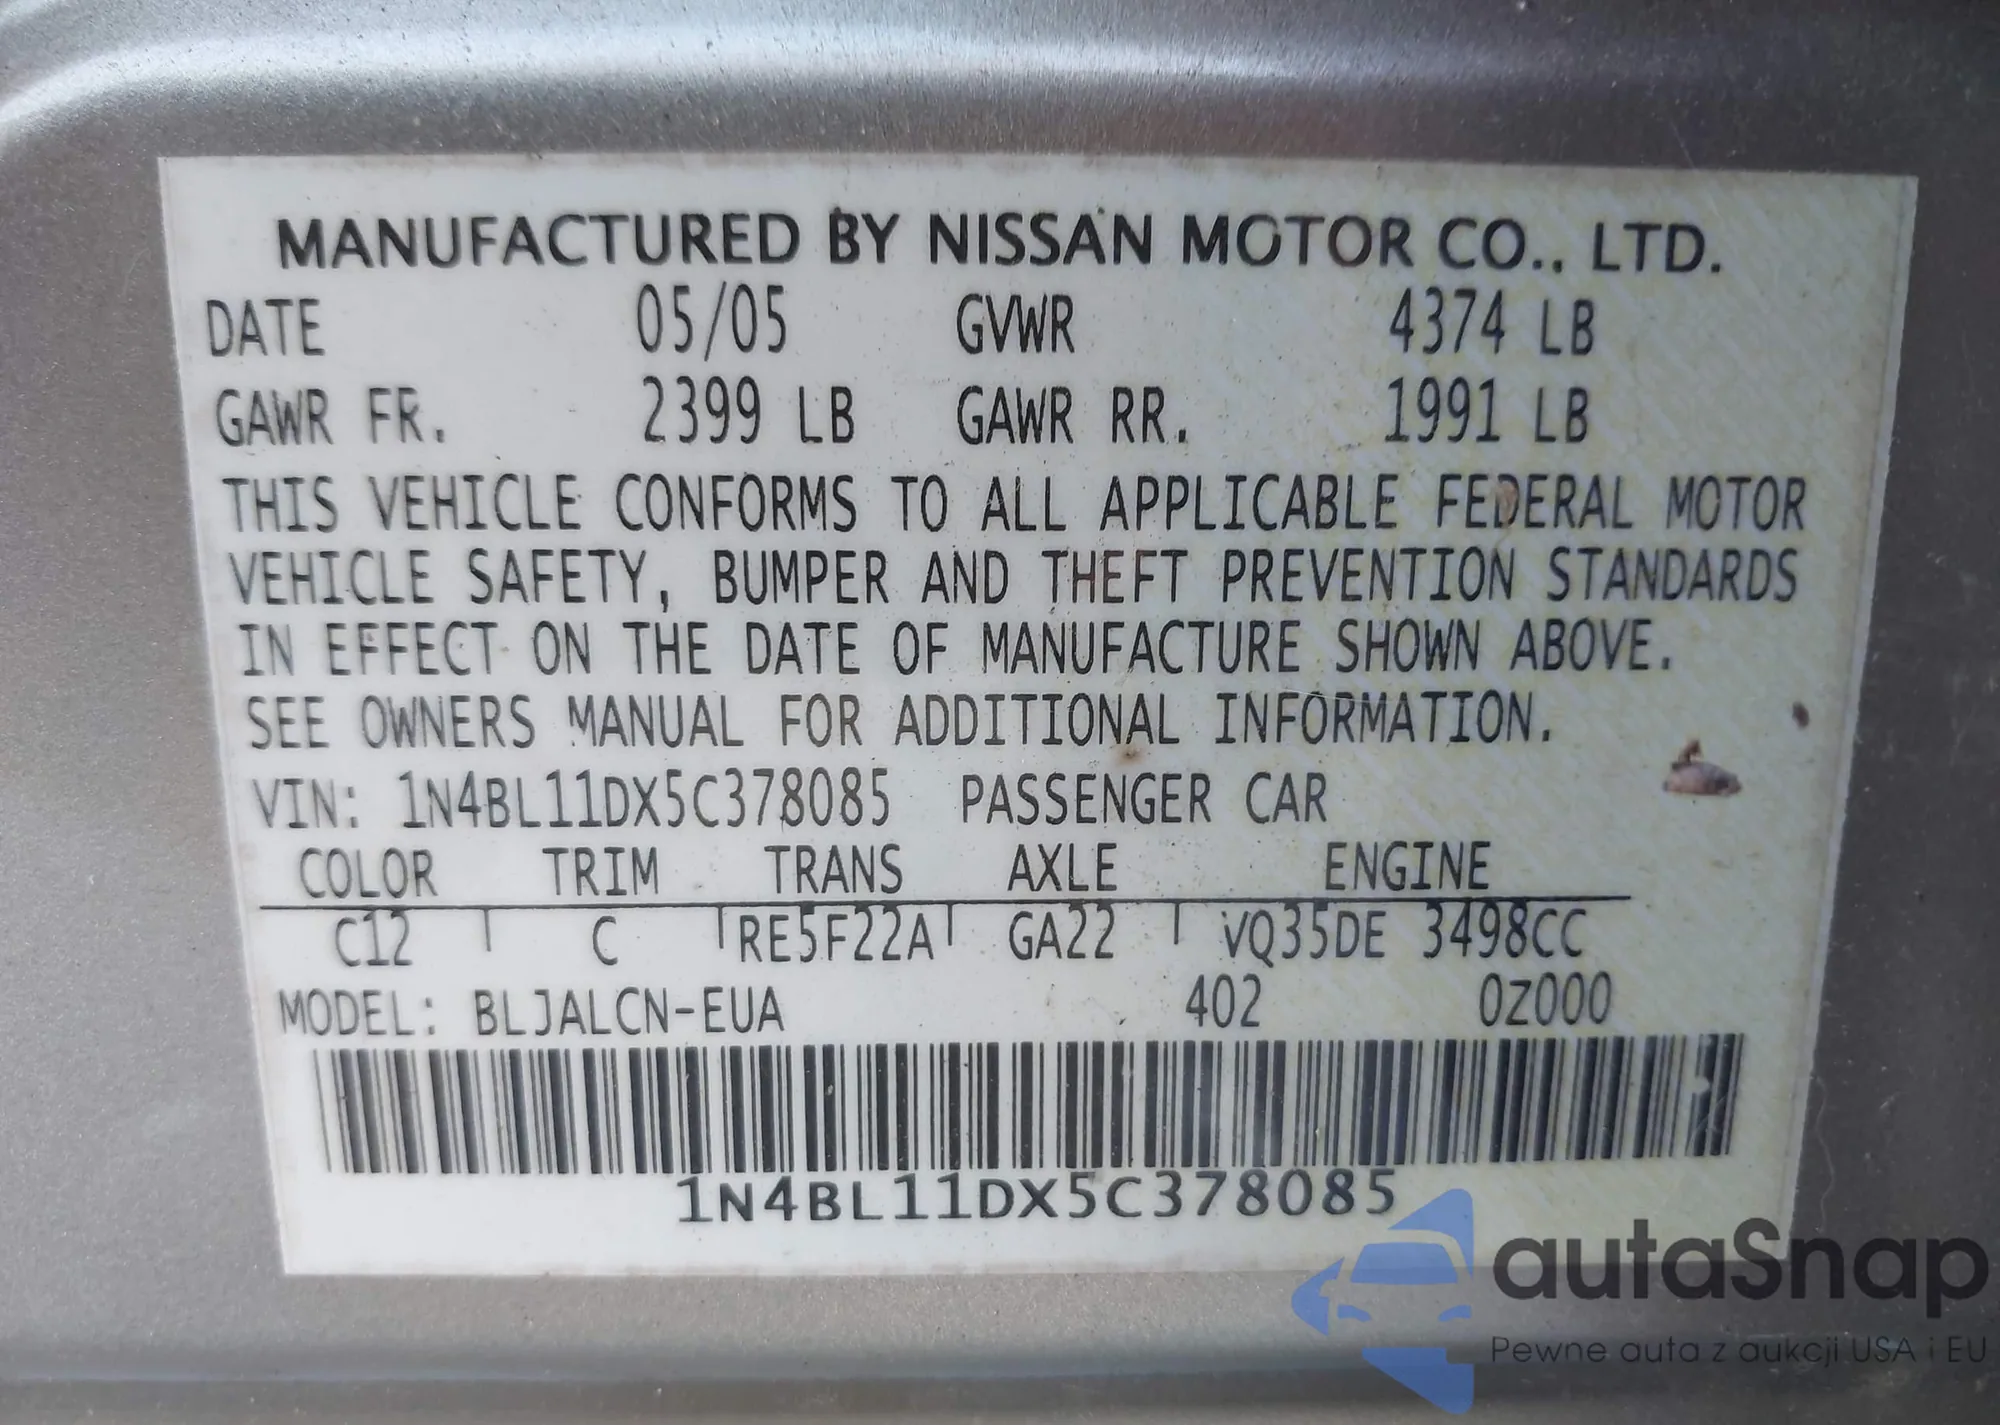 MANUFACTURED BY NISSAN MOTOR CO., LTD.
DATE 05/05 GVWR 4374 LB
GAWR FR. 2399 LB GAWR RR. 1991 LB
THIS VEHICLE CONFORMS TO ALL APPLICABLE FEDERAL MOTOR
VEHICLE SAFETY, BUMPER AND THEFT PREVENTION STANDARDS
IN EFFECT ON THE DATE OF MANUFACTURE SHOWN ABOVE.
SEE OWNERS MANUAL FOR ADDITIONAL INFORMATION.
VIN: 1N4BL11DX5C378085 PASSENGER CAR
COLOR TRIM TRANS AXLE ENGINE
C12 C RE5F22A GA22 VQ35DE 3498CC
MODEL: BLJALCN-EUA 402 0Z000
1N4BL11DX5C378085
autaSnap
Pewne auta z aukcji USA i EU